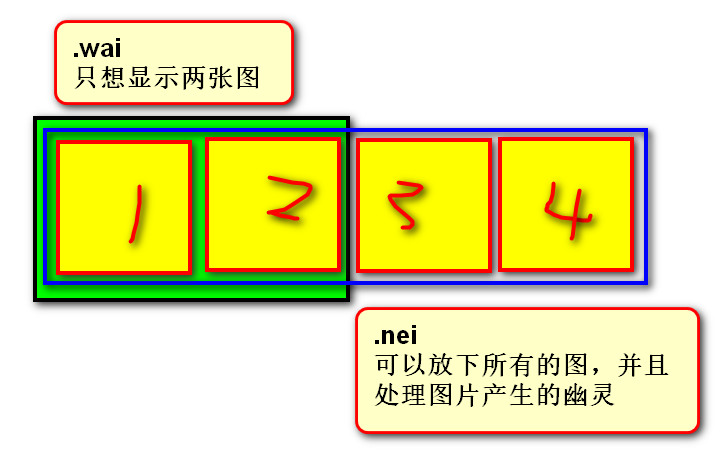 .wai
只想显示两张图
1 2 3 4
.nei
可以放下所有的图，并且
处理图片产生的幽灵